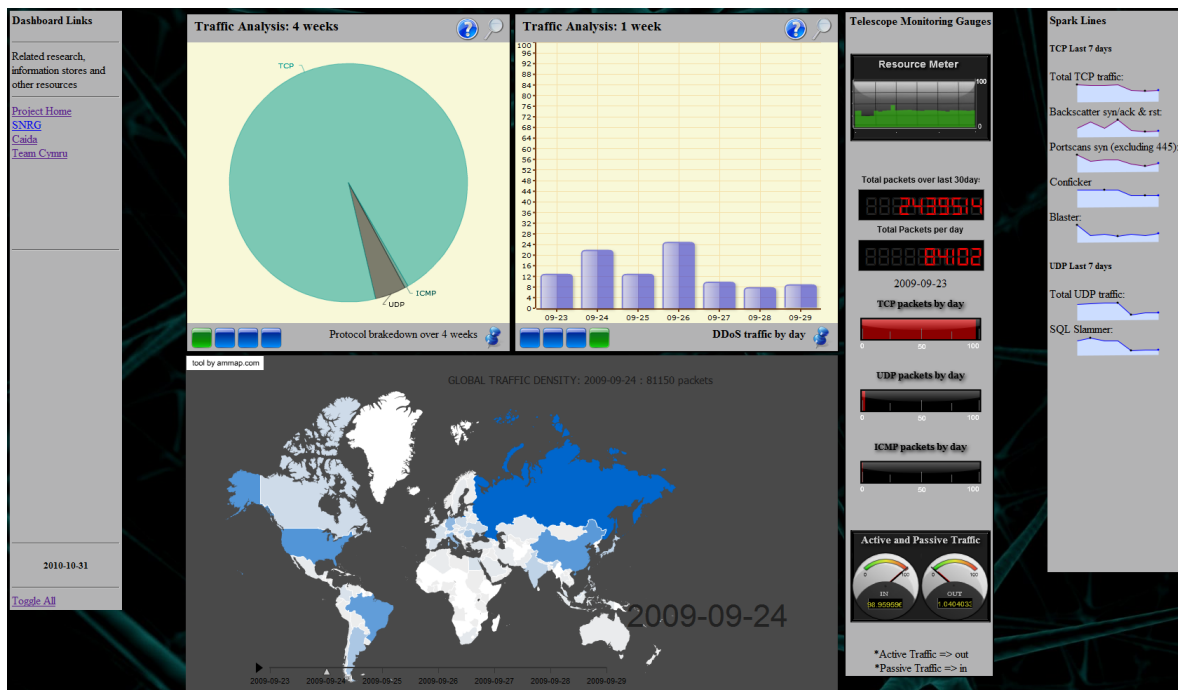 Dashboard Links
Related research,
information stores and
other resources
Project Home
SNRG
Caida
Team Cymru
2010-10-31
Toggle All
Traffic Analysis: 4 weeks
TCP
ICMP
UDP
Protocol brakedown over 4 weeks
Traffic Analysis: 1 week
100
96
92
88
84
80
76
72
68
64
60
56
52
48
44
40
36
32
28
24
20
16
12
8
4
0
09-23 09-24 09-25 09-26 09-27 09-28 09-29
DDoS traffic by day
tool by ammap.com
GLOBAL TRAFFIC DENSITY: 2009-09-24 : 81150 packets
2009-09-24
2009-09-23 2009-09-24 2009-09-25 2009-09-26 2009-09-27 2009-09-28 2009-09-29
Telescope Monitoring Gauges
Resource Meter
100
0
Total packets over last 30days
2439514
Total Packets per day
84102
2009-09-23
TCP packets by day
0 50 100
UDP packets by day
0 50 100
ICMP packets by day
0 50 100
Active and Passive Traffic
0 100 0 100
IN OUT
98.959596 1.0404033
*Active Traffic => out
*Passive Traffic => in
Spark Lines
TCP Last 7 days
Total TCP traffic:
Backscatter syn/ack & rst:
Portscans syn (excluding 445):
Conficker
Blaster:
UDP Last 7 days
Total UDP traffic:
SQL Slammer: